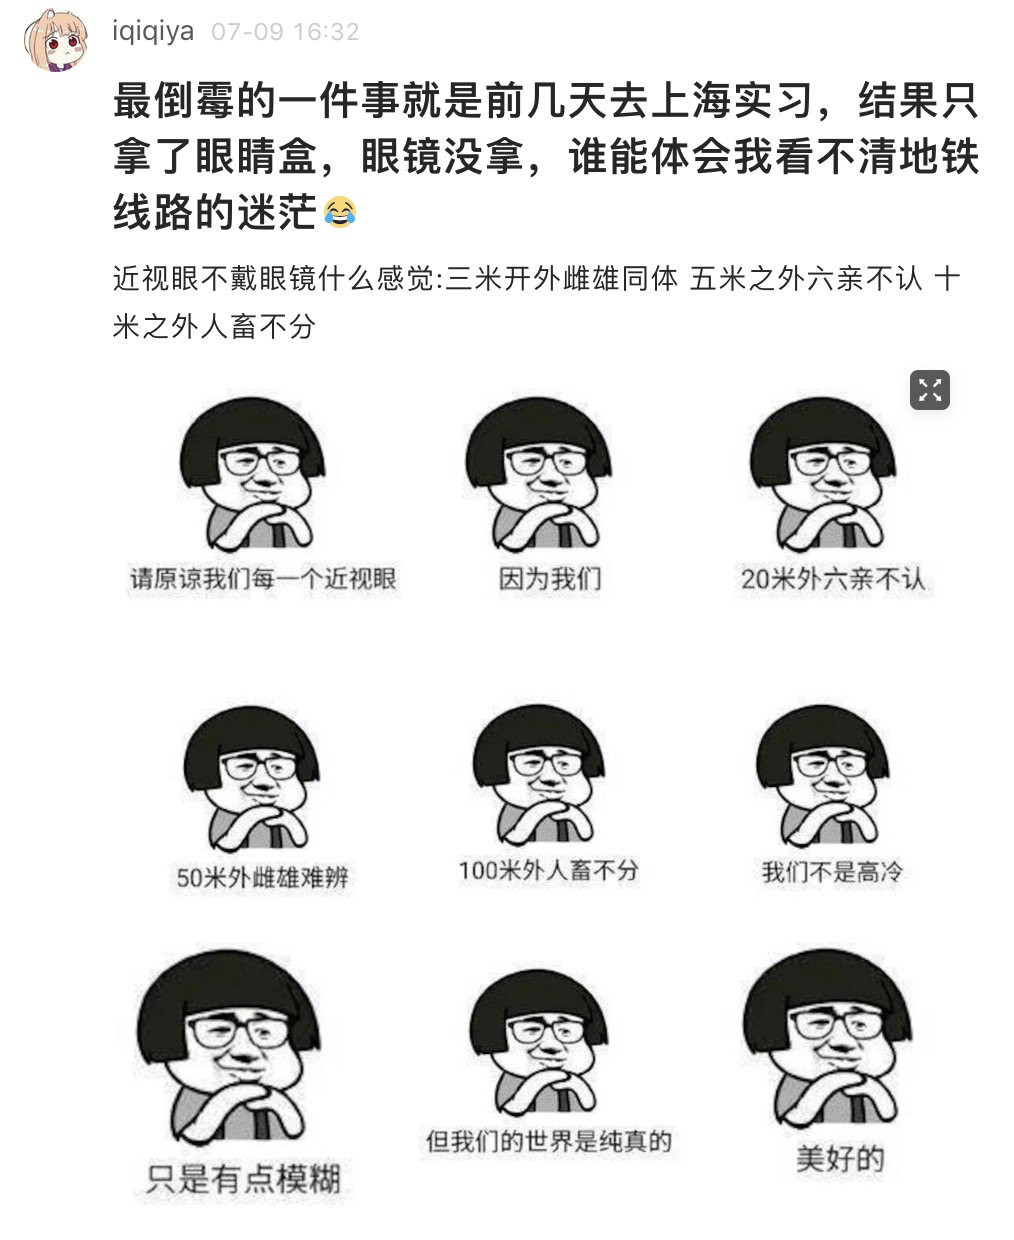 iqiqiya 07-09 16:32
最倒霉的一件事就是前几天去上海实习，结果只
拿了眼睛盒，眼镜没拿，谁能体会我看不清地铁
线路的迷茫😂
近视眼不戴眼镜什么感觉:三米开外雌雄同体 五米之外六亲不认 十
米之外人畜不分
请原谅我们每一个近视眼
因为我们
20米外六亲不认
50米外雌雄难辨
100米外人畜不分
我们不是高冷
只是有点模糊
但我们的世界是纯真的
美好的